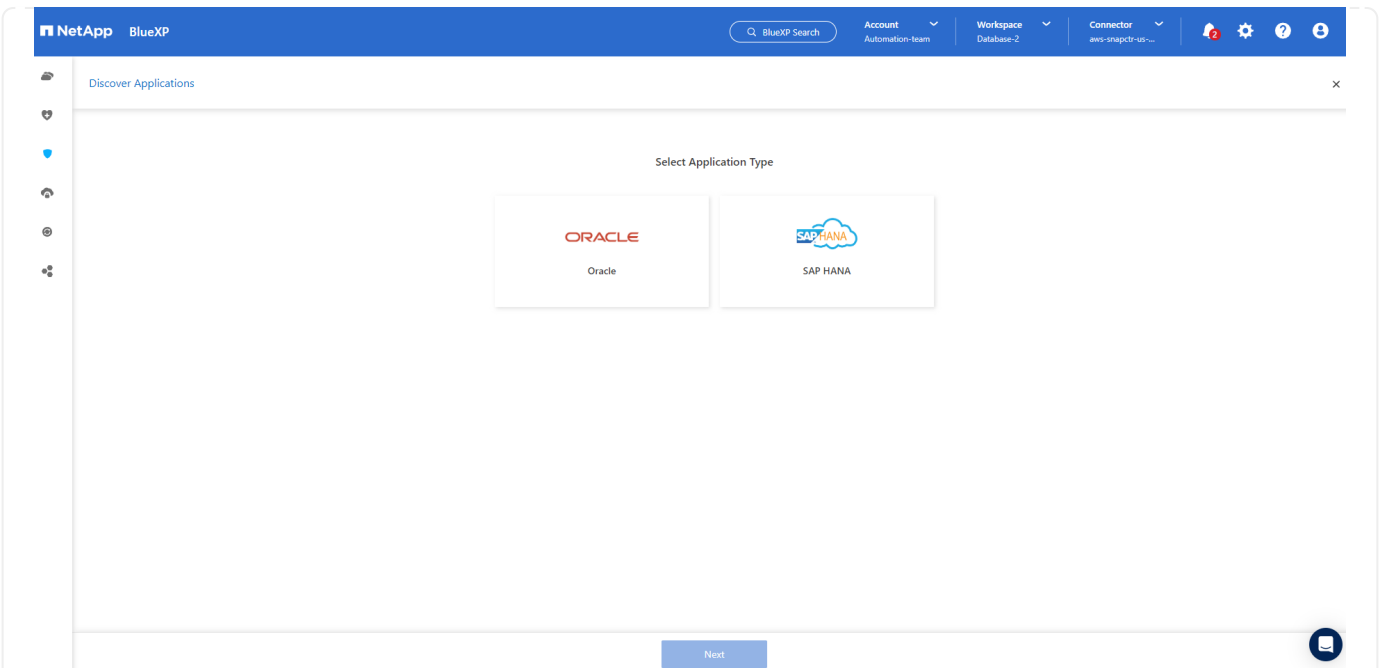 NetApp BlueXP
BlueXP Search
Account
Automation-team
Workspace
Database-2
Connector
aws-snapctr-us-...
2
Discover Applications
Select Application Type
ORACLE
Oracle
SAP HANA
SAP HANA
Next